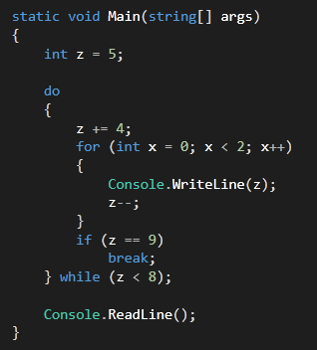 static void Main(string[] args)
{
    int z = 5;

    do
    {
        z += 4;
        for (int x = 0; x < 2; x++)
        {
            Console.WriteLine(z);
            z--;
        }
        if (z == 9)
            break;
    } while (z < 8);

    Console.ReadLine();
}